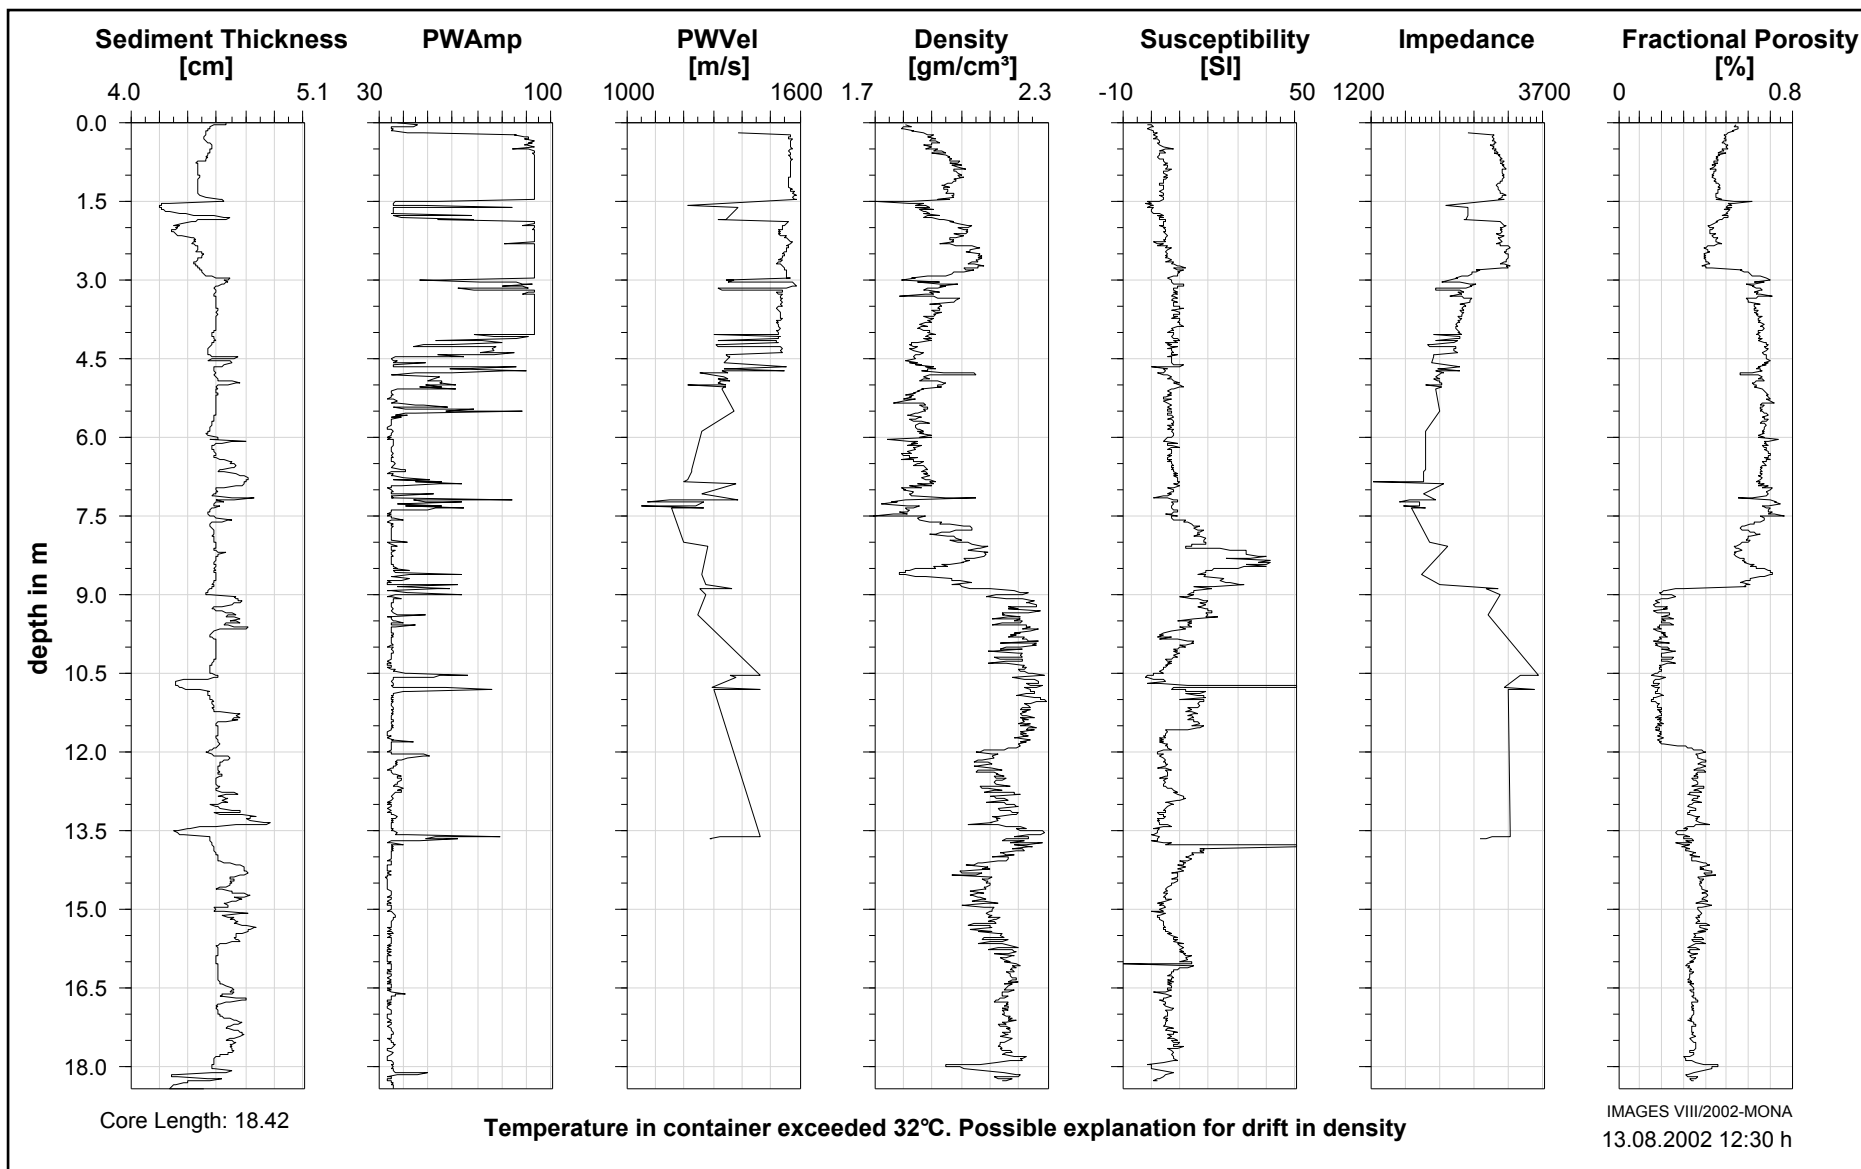 Sediment Thickness PWAmp PWVel Density Susceptibility Impedance Fractional Porosity
[cm] [m/s] [gm/cm³] [SI] [%]
4.0 5.1 30 100 1000 1600 1.7 2.3 -10 50 1200 3700 0 0.8
0.0
1.5
3.0
4.5
6.0
7.5
9.0
10.5
12.0
13.5
15.0
16.5
18.0
depth in m
Core Length: 18.42
Temperature in container exceeded 32°C. Possible explanation for drift in density
IMAGES VIII/2002-MONA
13.08.2002 12:30 h